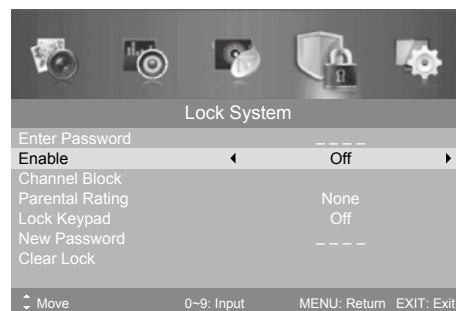 Lock System
Enter Password _ _ _ _
Enable Off
Channel Block
Parental Rating None
Lock Keypad Off
New Password _ _ _ _
Clear Lock
Move 0~9: Input MENU: Return EXIT: Exit